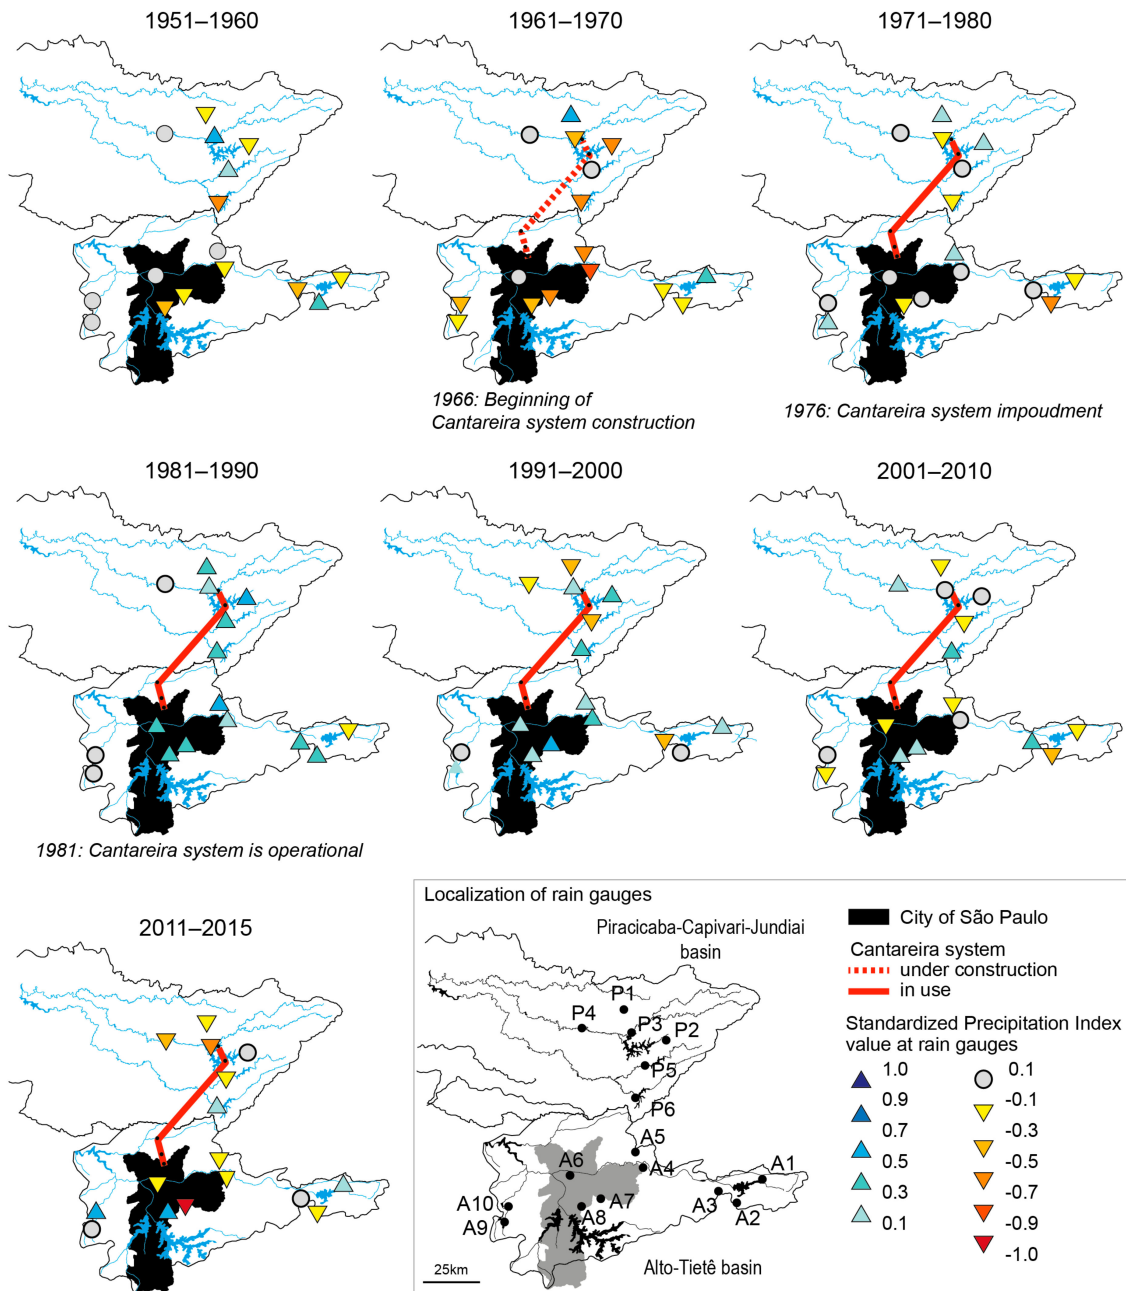 1951–1960
1961–1970
1971–1980
1966: Beginning of
Cantareira system construction
1976: Cantareira system impoudment
1981–1990
1991–2000
2001–2010
1981: Cantareira system is operational
2011–2015
Localization of rain gauges
Piracicaba-Capivari-Jundiai
basin
P1
P4
P3
P2
P5
P6
A5
A6
A4
A1
A7
A3
A10
A8
A2
A9
25km
Alto-Tietê basin
City of São Paulo
Cantareira system
under construction
in use
Standardized Precipitation Index
value at rain gauges
1.0
0.9
0.7
0.5
0.3
0.1
0.1
-0.1
-0.3
-0.5
-0.7
-0.9
-1.0